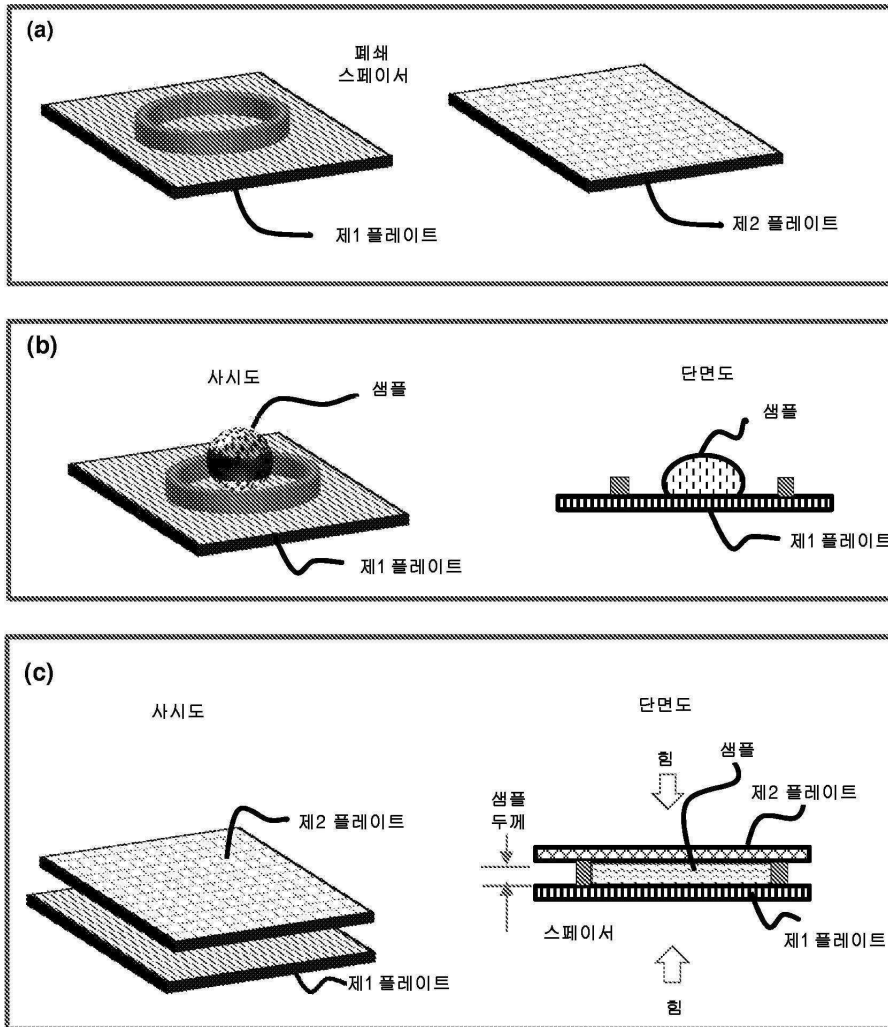 (a)
폐쇄
스페이서
제1 플레이트
제2 플레이트
(b)
사시도
샘플
제1 플레이트
단면도
샘플
제1 플레이트
(c)
사시도
제2 플레이트
제1 플레이트
단면도
힘
샘플
샘플
두께
제2 플레이트
스페이서
제1 플레이트
힘